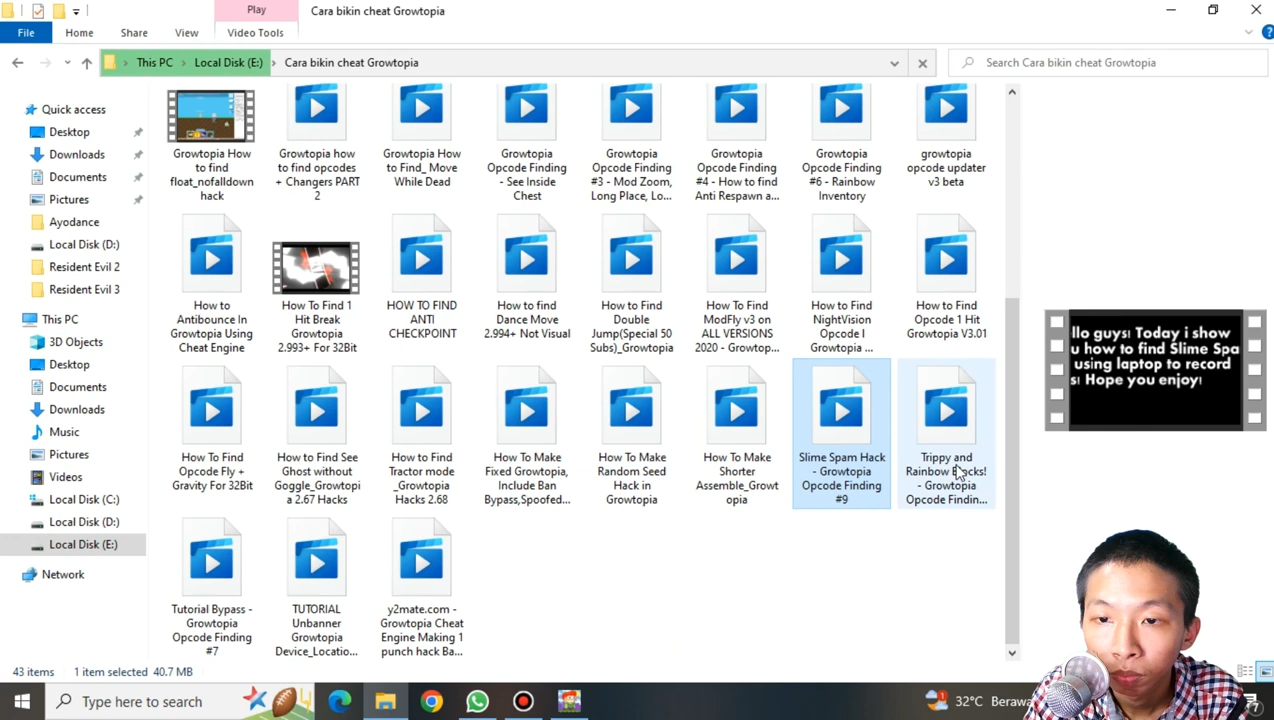 Play
Cara bikin cheat Growtopia
File
Home
Share
View
Video Tools
This PC
Local Disk (E:)
Cara bikin cheat Growtopia
Search Cara bikin cheat Growtopia
Quick access
Desktop
Downloads
Documents
Pictures
Ayodance
Local Disk (D:)
Resident Evil 2
Resident Evil 3
This PC
3D Objects
Desktop
Documents
Downloads
Music
Pictures
Videos
Local Disk (C:)
Local Disk (D:)
Local Disk (E:)
Network
Growtopia How
to find
float_nofalldown
hack
Growtopia how
to find opcodes
+ Changers PART
2
Growtopia How
to Find_ Move
While Dead
Growtopia
Opcode Finding
- See Inside
Chest
Growtopia
Opcode Finding
#3 - Mod Zoom,
Long Place, Lo...
Growtopia
Opcode Finding
#4 - How to find
Anti Respawn a...
Growtopia
Opcode Finding
#6 - Rainbow
Inventory
growtopia
opcode updater
v3 beta
How to
Antibounce In
Growtopia Using
Cheat Engine
How To Find 1
Hit Break
Growtopia
2.993+ For 32Bit
HOW TO FIND
ANTI
CHECKPOINT
How to find
Dance Move
2.994+ Not Visual
How to find
Double
Jump(Special 50
Subs)_Growtopia
How To Find
ModFly v3 on
ALL VERSIONS
2020 - Growtop...
How to Find
NightVision
Opcode I
Growtopia ...
How to Find
Opcode 1 Hit
Growtopia V3.01
How To Find
Opcode Fly +
Gravity For 32Bit
How to Find See
Ghost without
Goggle_Growtopi
a 2.67 Hacks
How To Find
Tractor mode
_Growtopia
Hacks 2.68
How To Make
Fixed Growtopia,
Include Ban
Bypass,Spoofed...
How To Make
Random Seed
Hack in
Growtopia
How To Make
Shorter
Assembly_Growt
opia
Slime Spam Hack
- Growtopia
Opcode Finding
#9
Trippy and
Rainbow Blocks!
- Growtopia
Opcode Findin...
Tutorial Bypass -
Growtopia
Opcode Finding
#7
TUTORIAL
Unbanner
Growtopia
Device_Locatio...
y2mate.com -
Growtopia Cheat
Engine Making 1
punch hack Ba...
llo guys! Today i show
u how to find Slime Spa
using laptop to record
s! Hope you enjoy!
43 items
1 item selected 40.7 MB
Type here to search
32°C Berawa
7